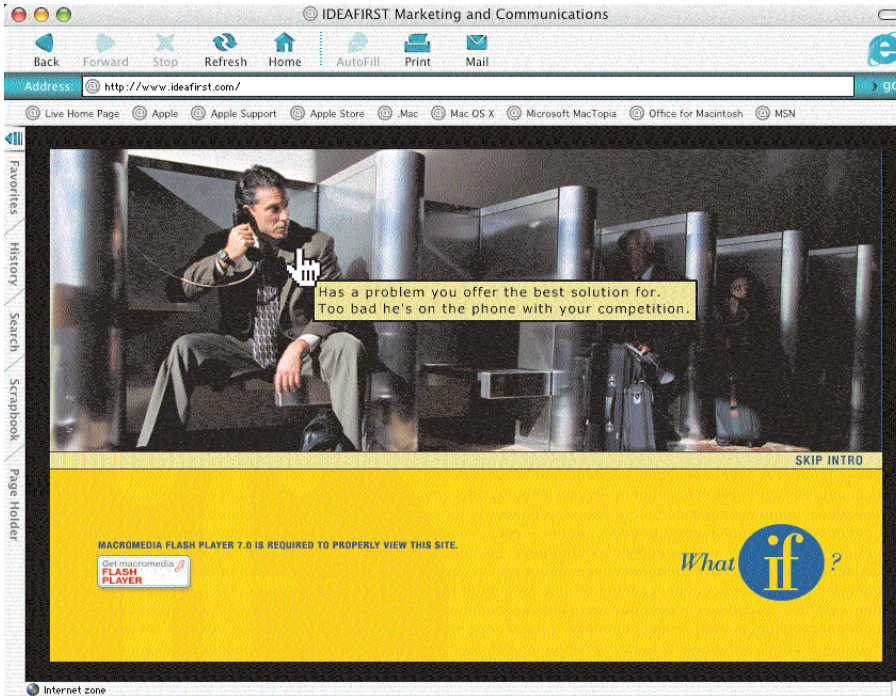 IDEAFIRST Marketing and Communications
Back Forward Stop Refresh Home AutoFill Print Mail
Address: http://www.ideafirst.com/ go
Live Home Page Apple Apple Support Apple Store .Mac Mac OS X Microsoft MacTopia Office for Macintosh MSN
Favorites
History
Search
Scrapbook
Page Holder
Has a problem you offer the best solution for.
Too bad he's on the phone with your competition.
SKIP INTRO
MACROMEDIA FLASH PLAYER 7.0 IS REQUIRED TO PROPERLY VIEW THIS SITE.
Get macromedia
FLASH
PLAYER
What if ?
Internet zone